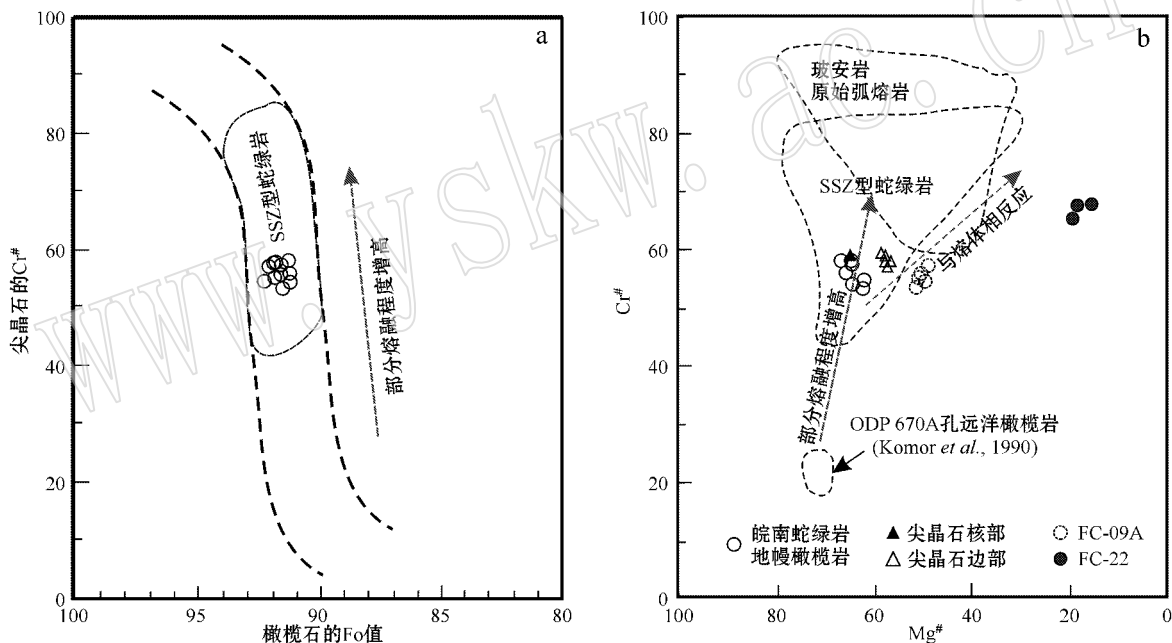 a
100
80
60
40
20
0
尖晶石的Cr#
SSZ型蛇绿岩
部分熔融程度增高
100
95
90
85
80
橄榄石的Fo值
b
100
80
60
40
20
0
Cr#
玻安岩
原始弧熔岩
SSZ型蛇绿岩
与熔体相反应
部分熔融程度增高
ODP 670A孔远洋橄榄岩
(Komor et al., 1990)
皖南蛇绿岩
地幔橄榄岩
尖晶石核部
尖晶石边部
FC-09A
FC-22
100
80
60
40
20
0
Mg#
www.yskw.ac.cn